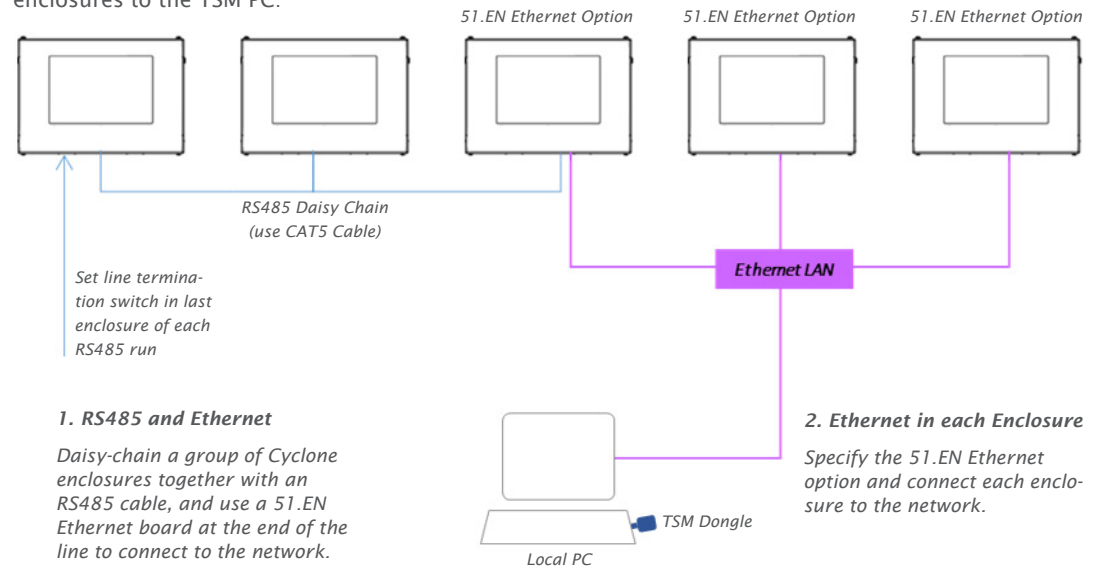 enclosures to the TSM PC.
51.EN Ethernet Option
51.EN Ethernet Option
51.EN Ethernet Option
RS485 Daisy Chain
(use CAT5 Cable)
Ethernet LAN
Set line termina-
tion switch in last
enclosure of each
RS485 run
1. RS485 and Ethernet
Daisy-chain a group of Cyclone
enclosures together with an
RS485 cable, and use a 51.EN
Ethernet board at the end of the
line to connect to the network.
2. Ethernet in each Enclosure
Specify the 51.EN Ethernet
option and connect each enclo-
sure to the network.
TSM Dongle
Local PC